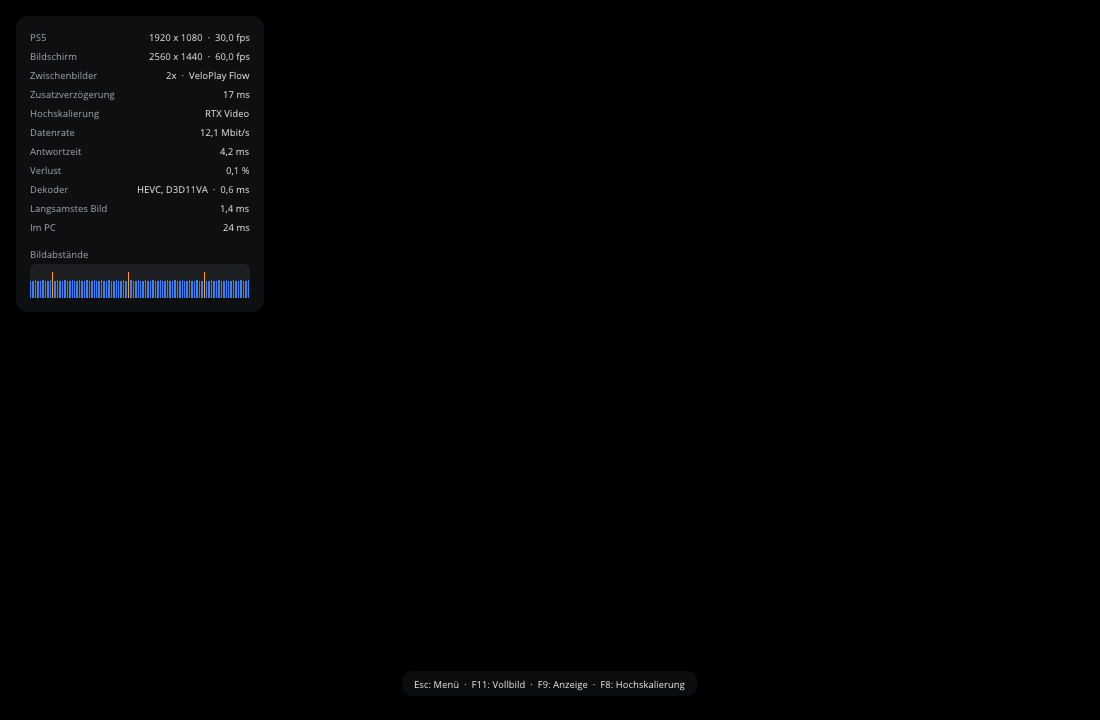 PS5 1920 x 1080 · 30,0 fps
Bildschirm 2560 x 1440 · 60,0 fps
Zwischenbilder 2x · VeloPlay Flow
Zusatzverzögerung 17 ms
Hochskalierung RTX Video
Datenrate 12,1 Mbit/s
Antwortzeit 4,2 ms
Verlust 0,1 %
Dekoder HEVC, D3D11VA · 0,6 ms
Langsamstes Bild 1,4 ms
Im PC 24 ms
Bildabstände
Esc: Menü · F11: Vollbild · F9: Anzeige · F8: Hochskalierung